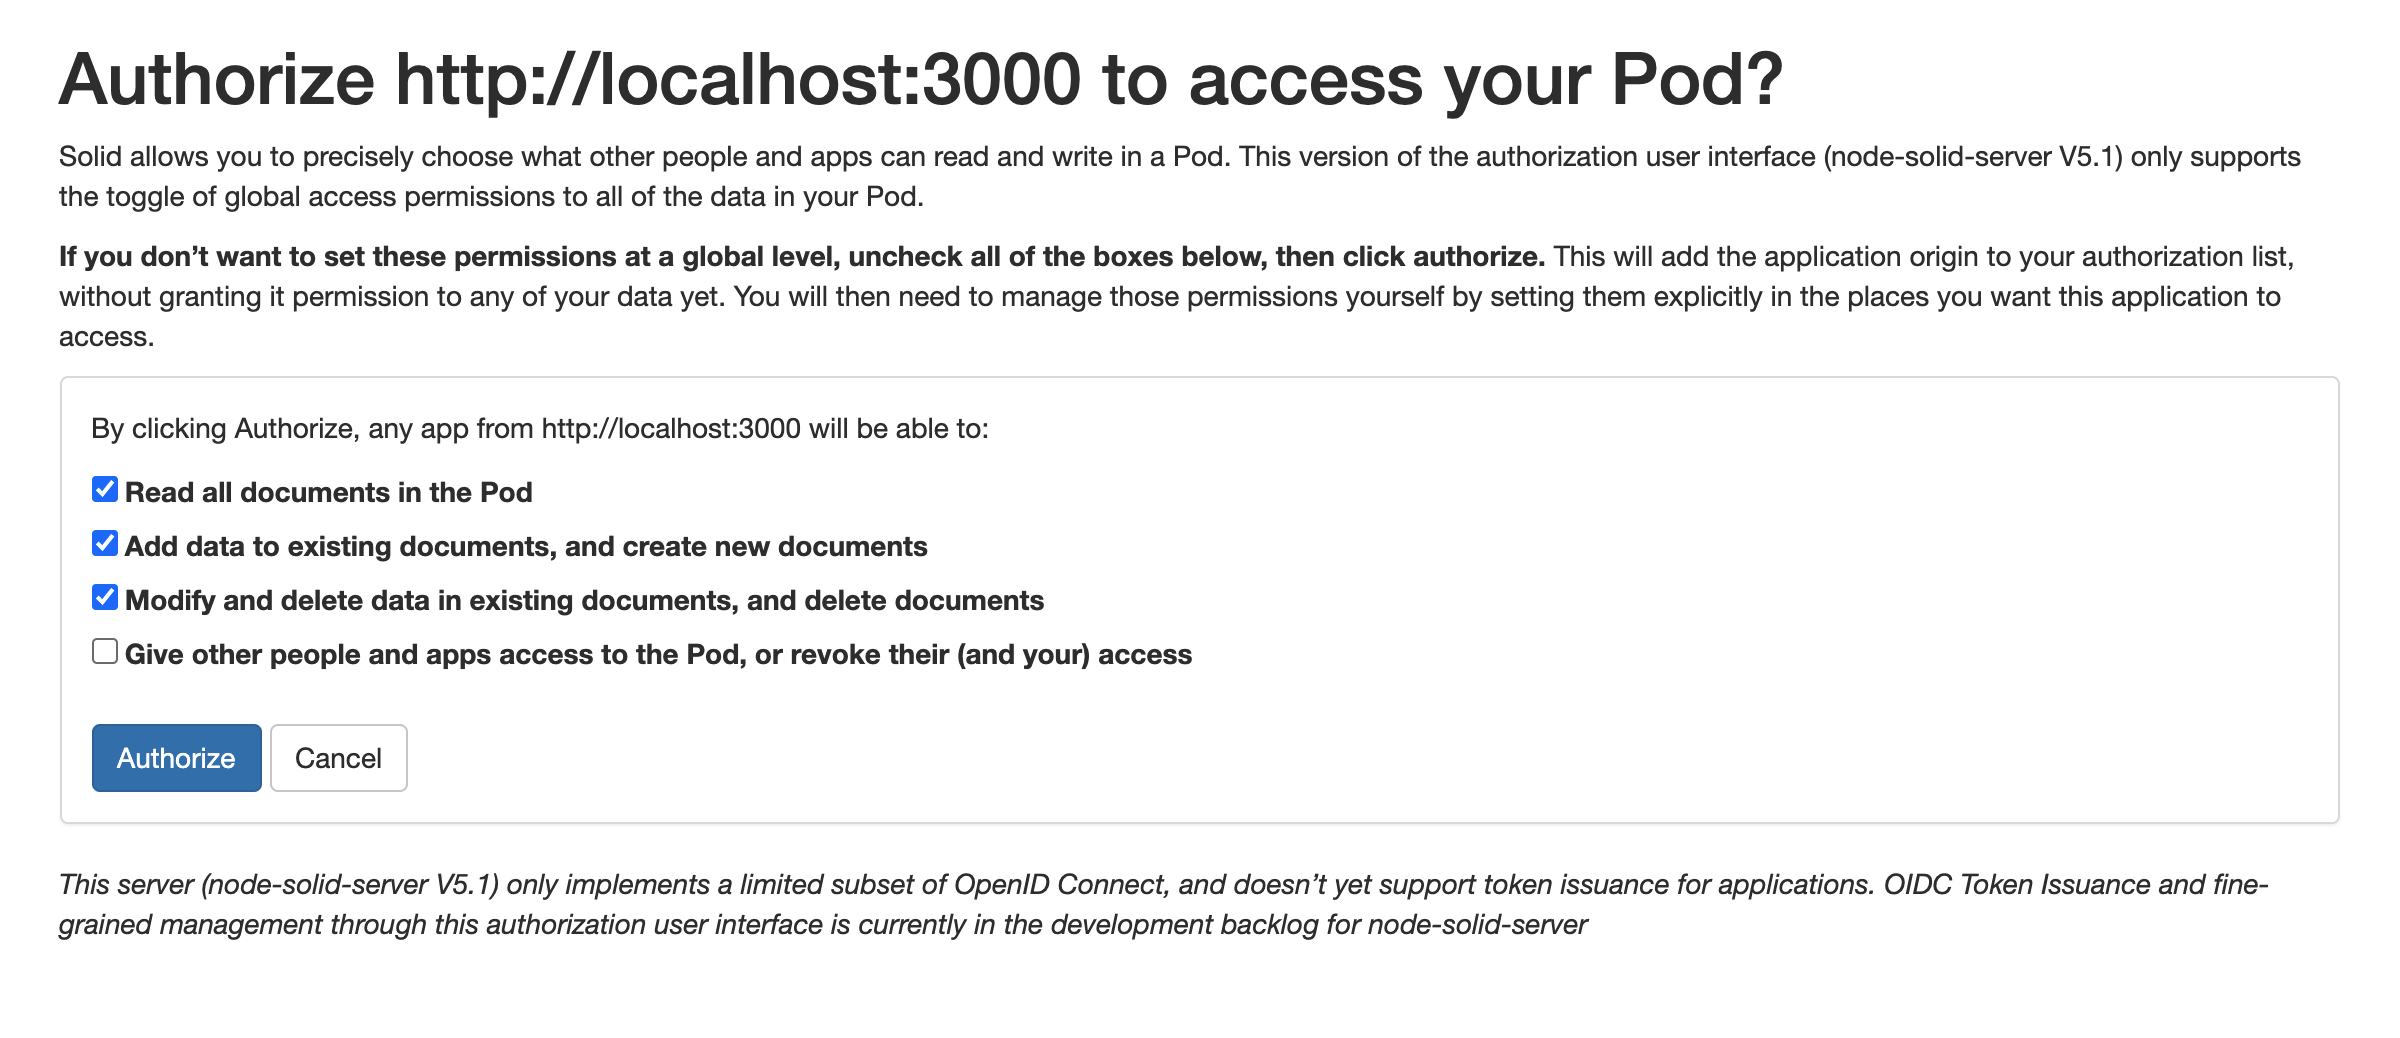 Authorize http://localhost:3000 to access your Pod?
Solid allows you to precisely choose what other people and apps can read and write in a Pod. This version of the authorization user interface (node-solid-server V5.1) only supports
the toggle of global access permissions to all of the data in your Pod.
If you don’t want to set these permissions at a global level, uncheck all of the boxes below, then click authorize. This will add the application origin to your authorization list,
without granting it permission to any of your data yet. You will then need to manage those permissions yourself by setting them explicitly in the places you want this application to
access.
By clicking Authorize, any app from http://localhost:3000 will be able to:
Read all documents in the Pod
Add data to existing documents, and create new documents
Modify and delete data in existing documents, and delete documents
Give other people and apps access to the Pod, or revoke their (and your) access
Authorize Cancel
This server (node-solid-server V5.1) only implements a limited subset of OpenID Connect, and doesn’t yet support token issuance for applications. OIDC Token Issuance and fine-
grained management through this authorization user interface is currently in the development backlog for node-solid-server